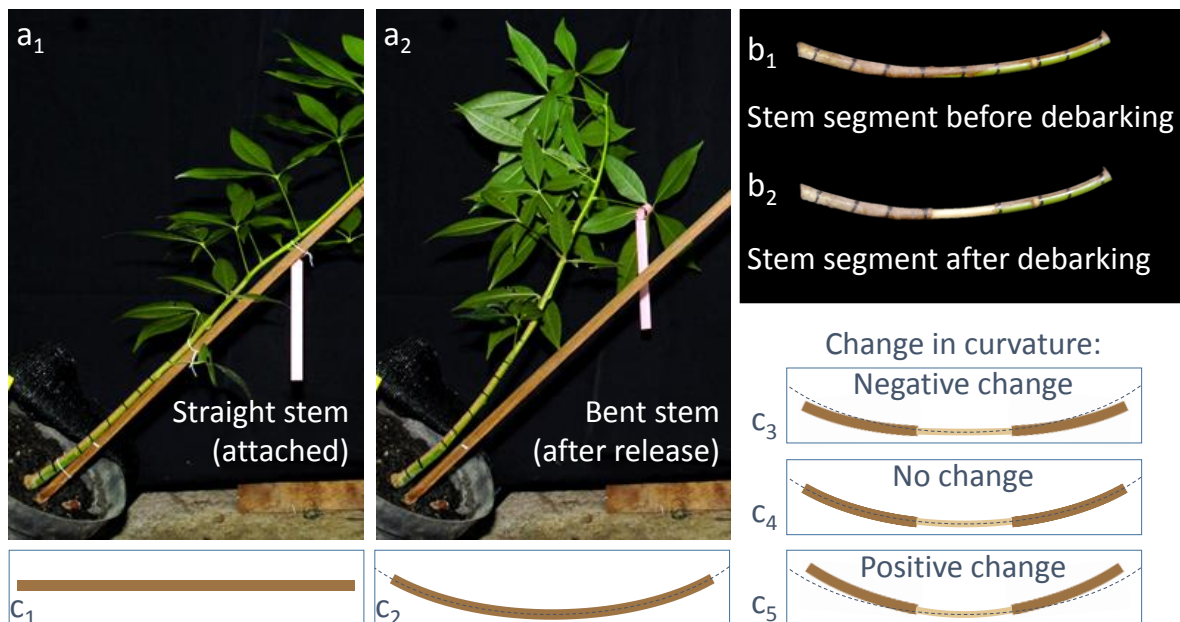 a1
Straight stem
(attached)
a2
Bent stem
(after release)
b1
Stem segment before debarking
b2
Stem segment after debarking
Change in curvature:
Negative change
c3
No change
c4
Positive change
c5
c1
c2